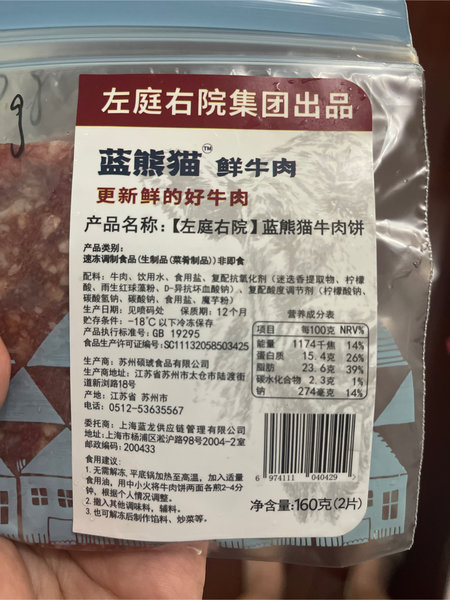 左庭右院集团出品
蓝熊猫™ 鲜牛肉
更新鲜的好牛肉
产品名称:【左庭右院】蓝熊猫牛肉饼
产品类别:
速冻调制食品(生制品(菜肴制品))非即食
配料:牛肉、饮用水、食用盐、复配抗氧化剂(迷迭香提取物、柠檬
酸、雨生红球藻粉、D-异抗坏血酸钠)、复配酸度调节剂(柠檬酸钠、
碳酸氢钠、碳酸钠、食用盐、魔芋粉)
生产日期:见喷码处 保质期:12个月
贮存条件:-18℃以下冷冻保存
产品执行标准号:GB 19295
食品生产许可证编号:SC11132058503425
生产商:苏州硕琥食品有限公司
生产商地址:江苏省苏州市太仓市陆渡街
道新浏路18号
产地:江苏省 苏州市
电话:0512-53635567
委托商:上海蓝龙供应链管理有限公司
地址:上海市杨浦区淞沪路98号2004-2室
邮政编码:200433
食用建议:
1. 无需解冻,平底锅加热至高温,加入适量
食用油,用中小火将牛肉饼两面各煎2-4分
钟,根据个人情况调整。
2. 撒入其他调味料、辅料。
3. 也可解冻后制作馅料、炒菜等。
营养成分表
项目 每100克 NRV%
能量 1174千焦 14%
蛋白质 15.4克 26%
脂肪 23.6克 39%
碳水化合物 2.3克 1%
钠 274毫克 14%
6 974111 040429
净含量:160克(2片)